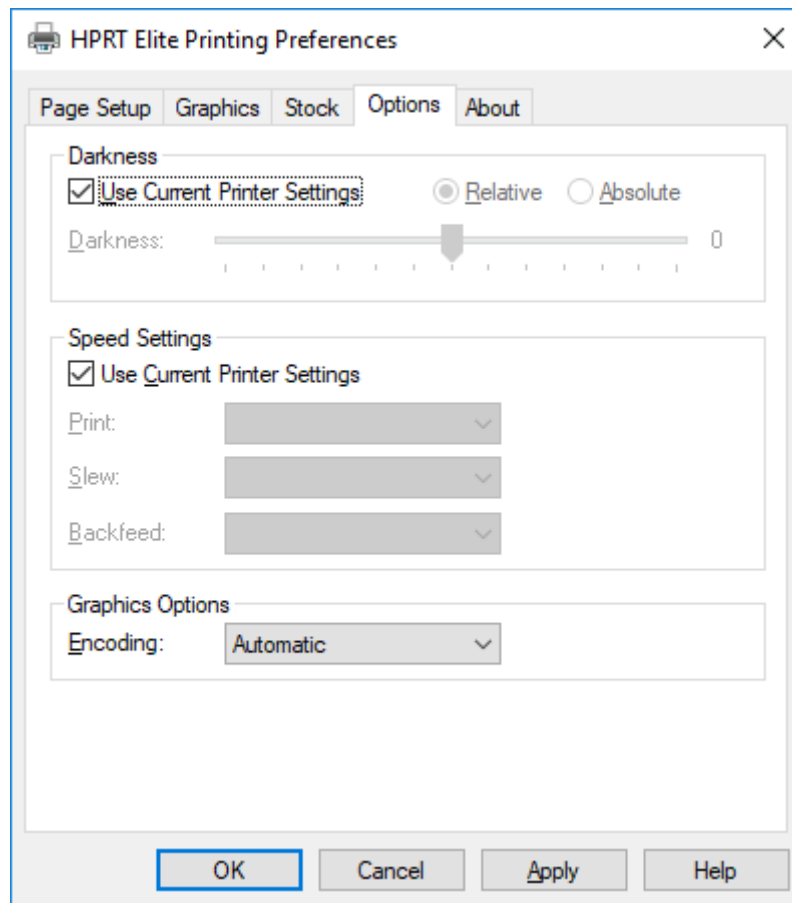 HPRT Elite Printing Preferences
Page Setup Graphics Stock Options About
Darkness
Use Current Printer Settings Relative Absolute
Darkness: 0
Speed Settings
Use Current Printer Settings
Print:
Slew:
Backfeed:
Graphics Options
Encoding: Automatic
OK Cancel Apply Help